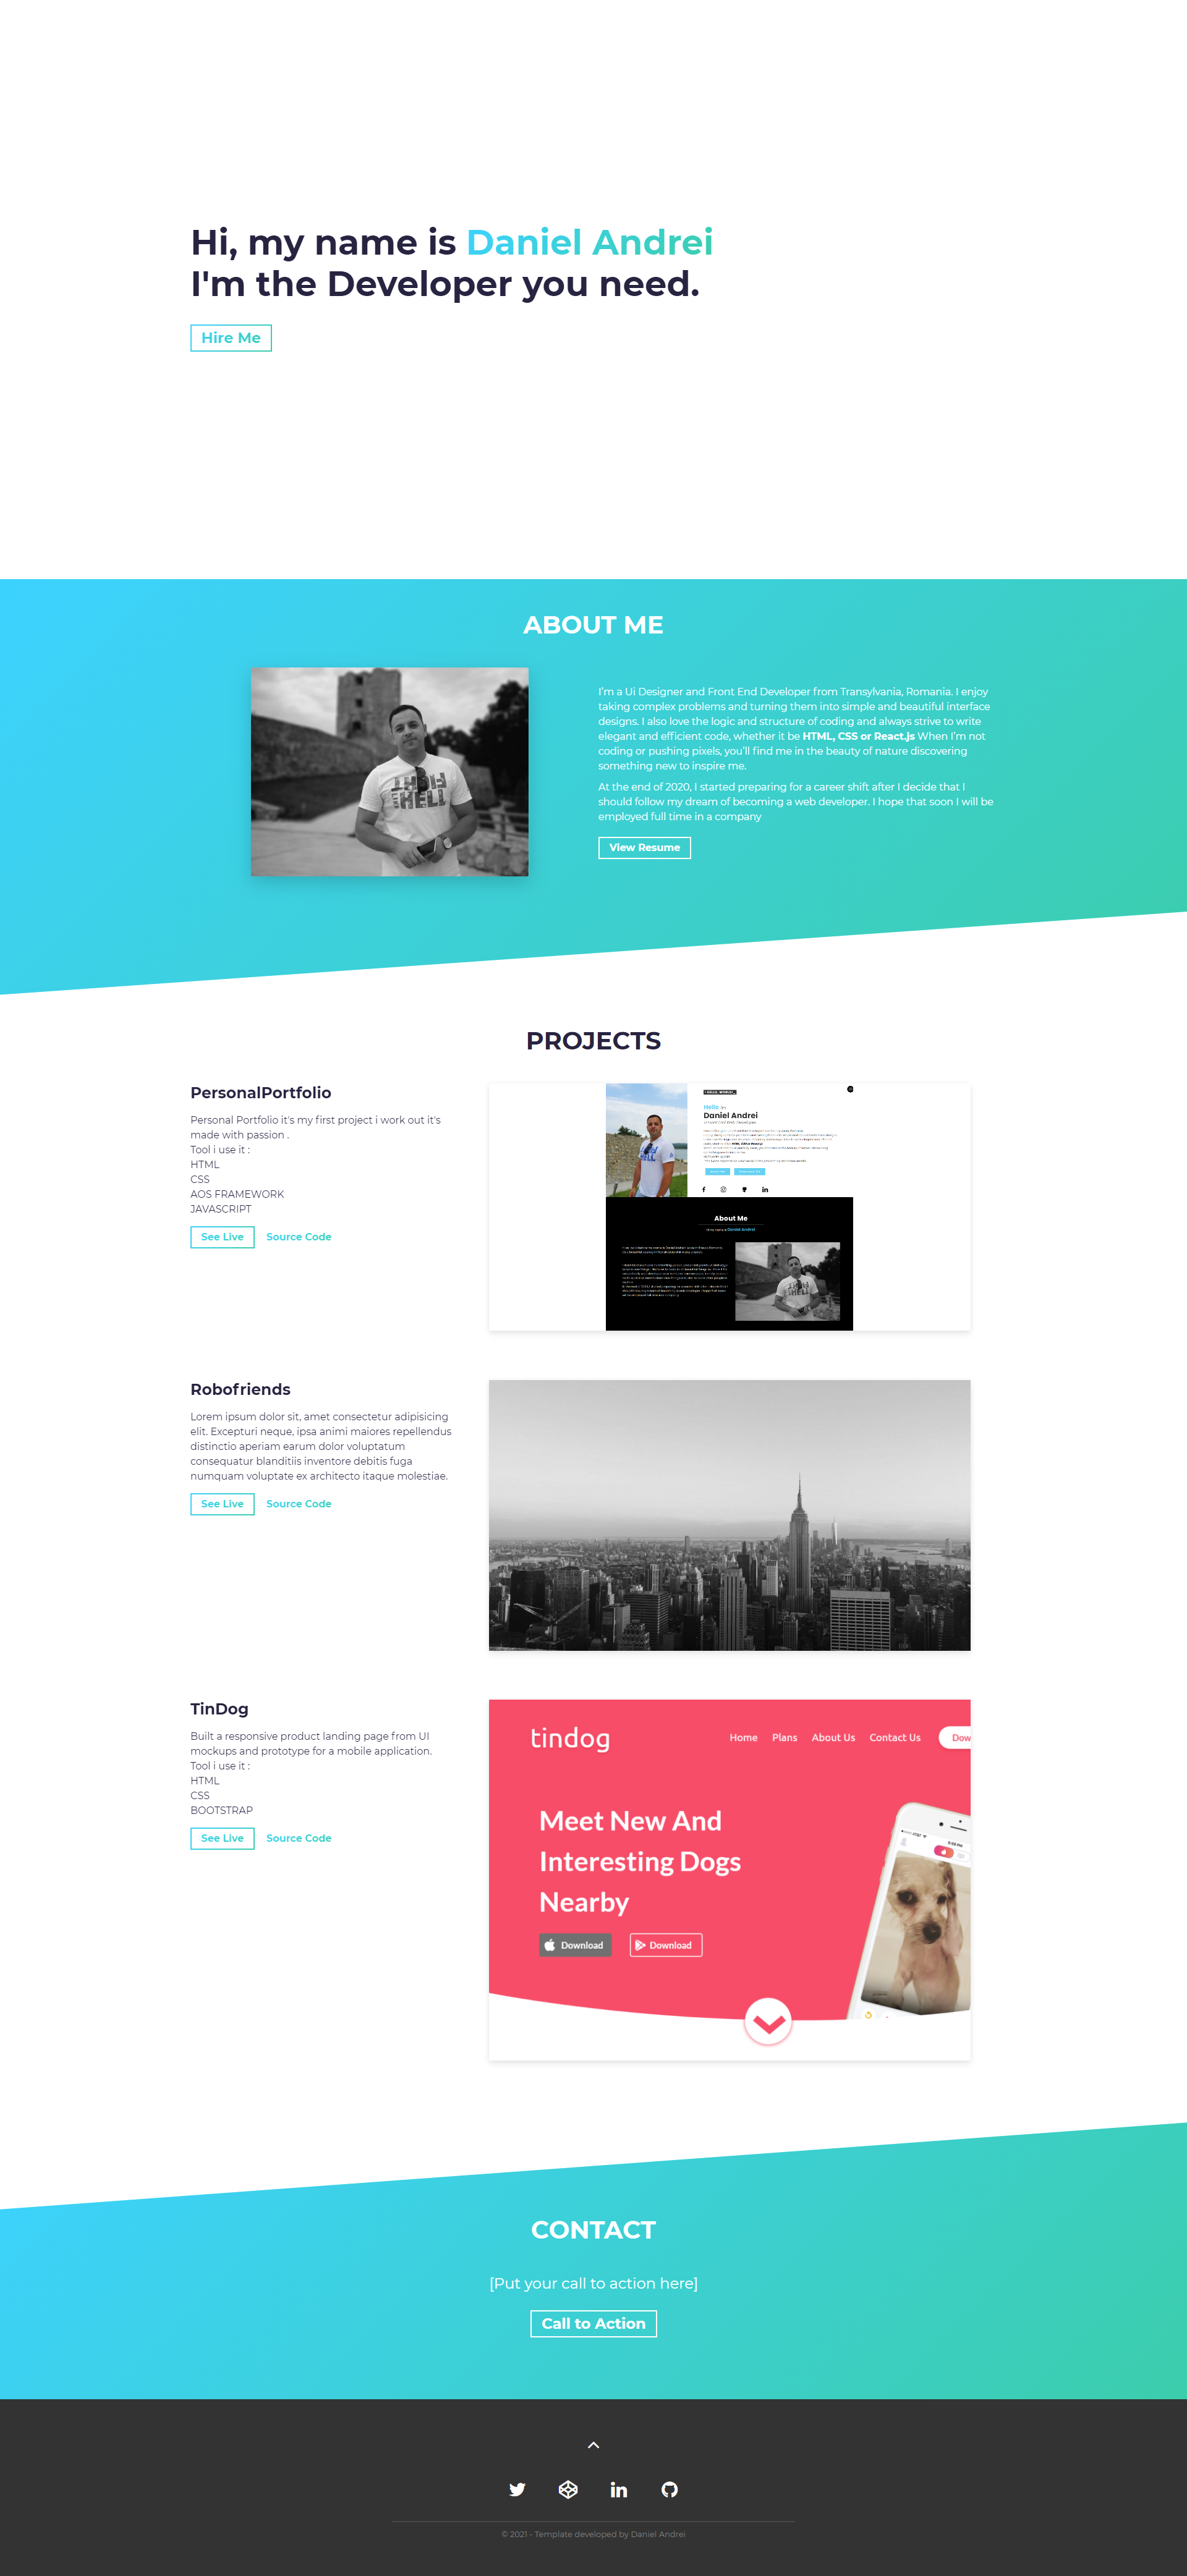 Hi, my name is Daniel Andrei
I'm the Developer you need.
Hire Me
ABOUT ME
I'm a Ui Designer and Front End Developer from Transylvania, Romania. I enjoy
taking complex problems and turning them into simple and beautiful interface
designs. I also love the logic and structure of coding and always strive to write
elegant and efficient code, whether it be HTML, CSS or React.js When I'm not
coding or pushing pixels, you'll find me in the beauty of nature discovering
something new to inspire me.
At the end of 2020, I started preparing for a career shift after I decide that I
should follow my dream of becoming a web developer. I hope that soon I will be
employed full time in a company
View Resume
PROJECTS
PersonalPortfolio
Personal Portfolio it's my first project i work out it's
made with passion .
Tool i use it :
HTML
CSS
AOS FRAMEWORK
JAVASCRIPT
See Live Source Code
Hello
Daniel Andrei
About Me
Daniel Andrei
Robofriends
Lorem ipsum dolor sit, amet consectetur adipisicing
elit. Excepturi neque, ipsa animi maiores repellendus
distinctio aperiam earum dolor voluptatum
consequatur blanditiis inventore debitis fuga
numquam voluptate ex architecto itaque molestiae.
See Live Source Code
TinDog
Built a responsive product landing page from UI
mockups and prototype for a mobile application.
Tool i use it :
HTML
CSS
BOOTSTRAP
See Live Source Code
tindog
Home Plans About Us Contact Us Dow
Meet New And
Interesting Dogs
Nearby
Download Download
CONTACT
[Put your call to action here]
Call to Action
© 2021 - Template developed by Daniel Andrei